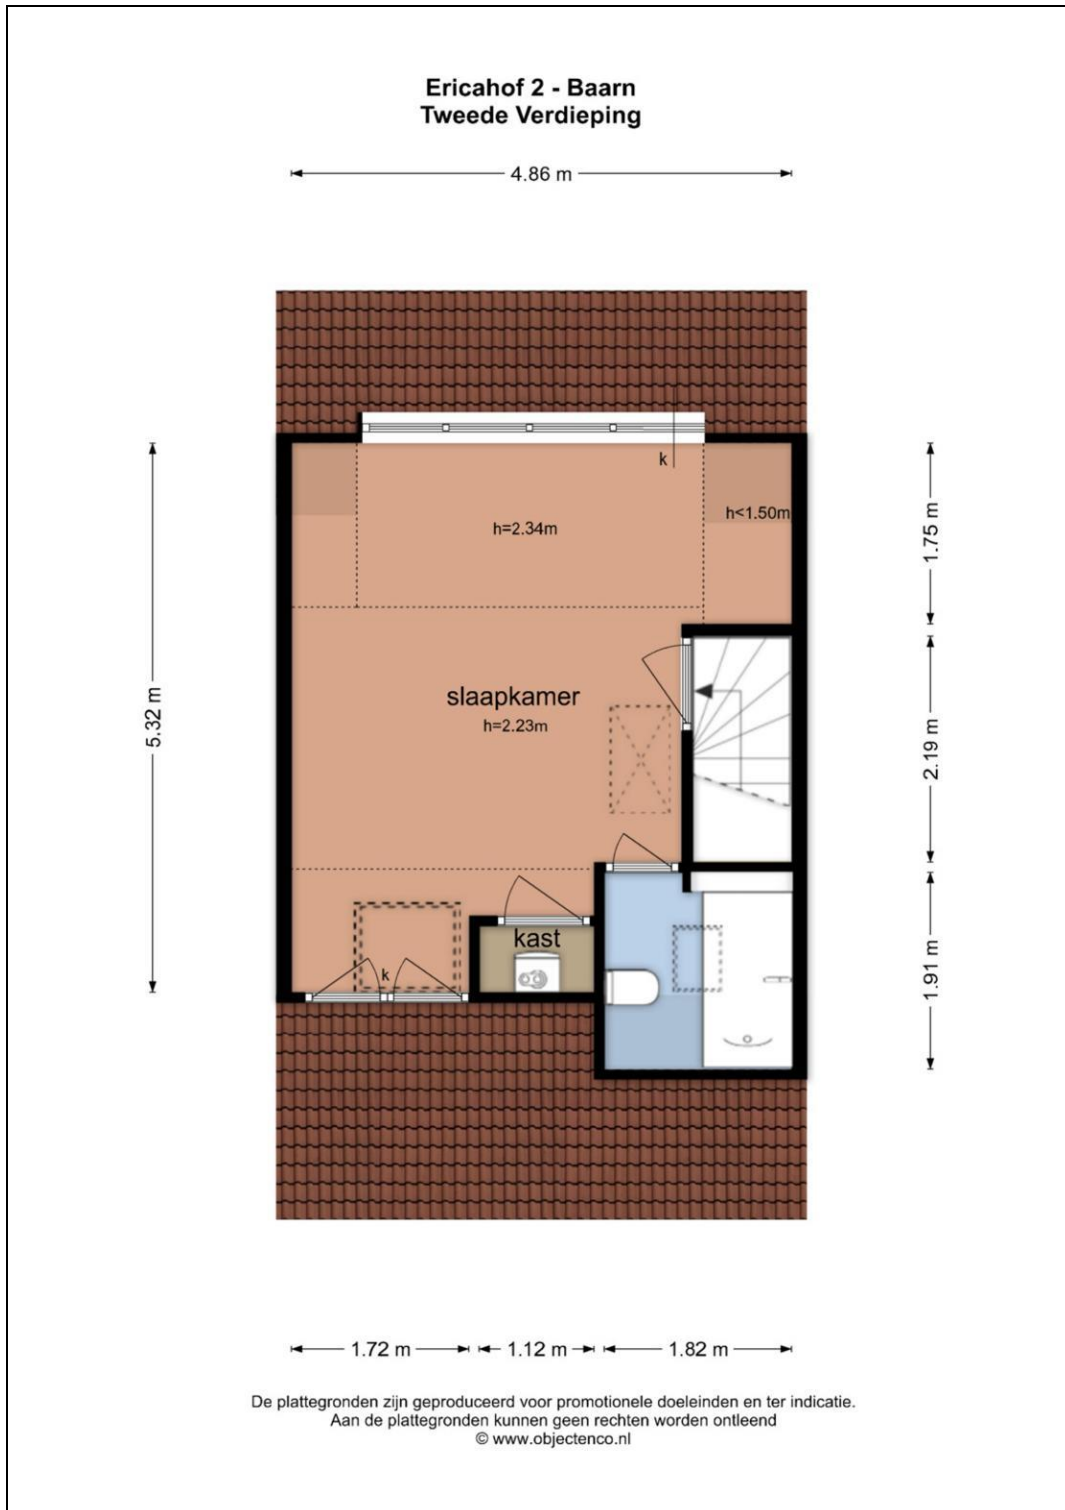 Ericahof 2 - Baarn
Tweede Verdieping
4.86 m
k
h<1.50m
h=2.34m
1.75 m
5.32 m
slaapkamer
h=2.23m
2.19 m
kast
k
1.91 m
1.72 m
1.12 m
1.82 m
De plattegronden zijn geproduceerd voor promotionele doeleinden en ter indicatie.
Aan de plattegronden kunnen geen rechten worden ontleend
© www.objectenco.nl